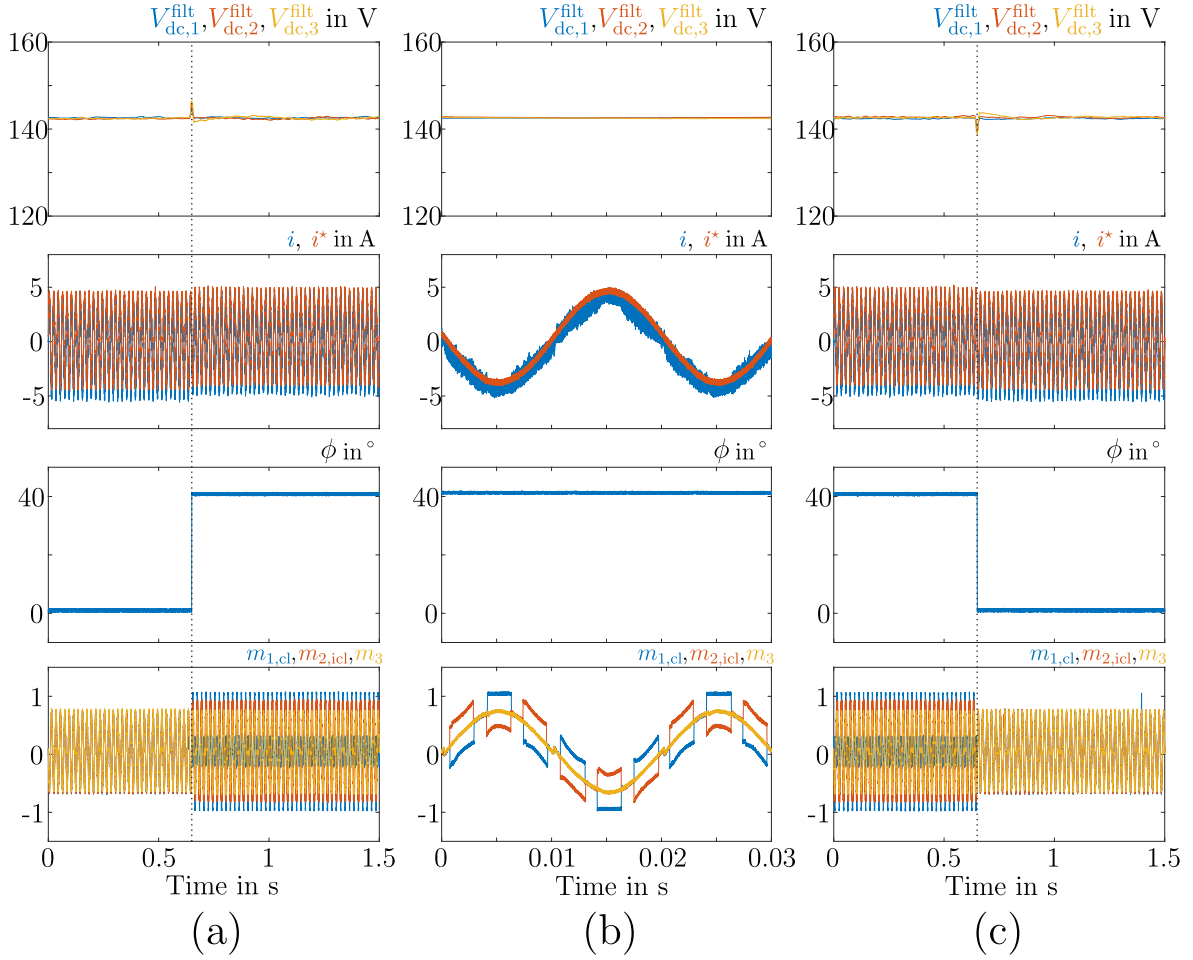 V_dc,1^filt, V_dc,2^filt, V_dc,3^filt in V
V_dc,1^filt, V_dc,2^filt, V_dc,3^filt in V
V_dc,1^filt, V_dc,2^filt, V_dc,3^filt in V
160
140
120
160
140
120
160
140
120
i, i* in A
i, i* in A
i, i* in A
5
0
-5
5
0
-5
5
0
-5
ϕ in °
ϕ in °
ϕ in °
40
0
40
0
40
0
m_1,cl, m_2,icl, m_3
m_1,cl, m_2,icl, m_3
m_1,cl, m_2,icl, m_3
1
0
-1
1
0
-1
1
0
-1
0 0.5 1 1.5
0 0.01 0.02 0.03
0 0.5 1 1.5
Time in s
Time in s
Time in s
(a)
(b)
(c)